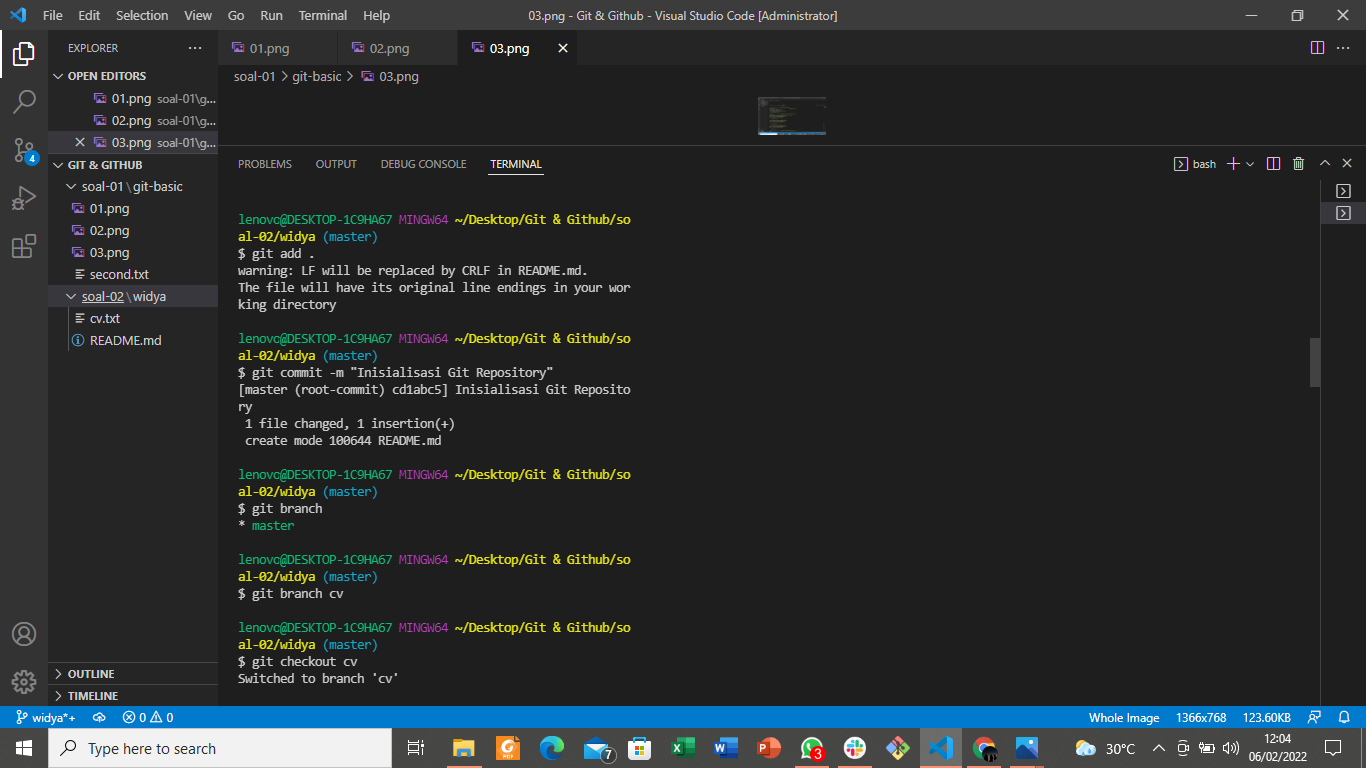 File Edit Selection View Go Run Terminal Help
03.png - Git & Github - Visual Studio Code [Administrator]
EXPLORER
01.png
02.png
03.png
OPEN EDITORS
soal-01 > git-basic > 03.png
01.png soal-01\g...
02.png soal-01\g...
03.png soal-01\g...
GIT & GITHUB
soal-01\git-basic
01.png
02.png
03.png
second.txt
soal-02\widya
cv.txt
README.md
OUTLINE
TIMELINE
4
PROBLEMS OUTPUT DEBUG CONSOLE TERMINAL
bash
lenovo@DESKTOP-1C9HA67 MINGW64 ~/Desktop/Git & Github/so
al-02/widya (master)
$ git add .
warning: LF will be replaced by CRLF in README.md.
The file will have its original line endings in your wor
king directory
lenovo@DESKTOP-1C9HA67 MINGW64 ~/Desktop/Git & Github/so
al-02/widya (master)
$ git commit -m "Inisialisasi Git Repository"
[master (root-commit) cd1abc5] Inisialisasi Git Reposito
ry
1 file changed, 1 insertion(+)
create mode 100644 README.md
lenovo@DESKTOP-1C9HA67 MINGW64 ~/Desktop/Git & Github/so
al-02/widya (master)
$ git branch
* master
lenovo@DESKTOP-1C9HA67 MINGW64 ~/Desktop/Git & Github/so
al-02/widya (master)
$ git branch cv
lenovo@DESKTOP-1C9HA67 MINGW64 ~/Desktop/Git & Github/so
al-02/widya (master)
$ git checkout cv
Switched to branch 'cv'
widya*+ 0 0
Whole Image 1366x768 123.60KB
Type here to search
7
3
30°C
12:04
06/02/2022